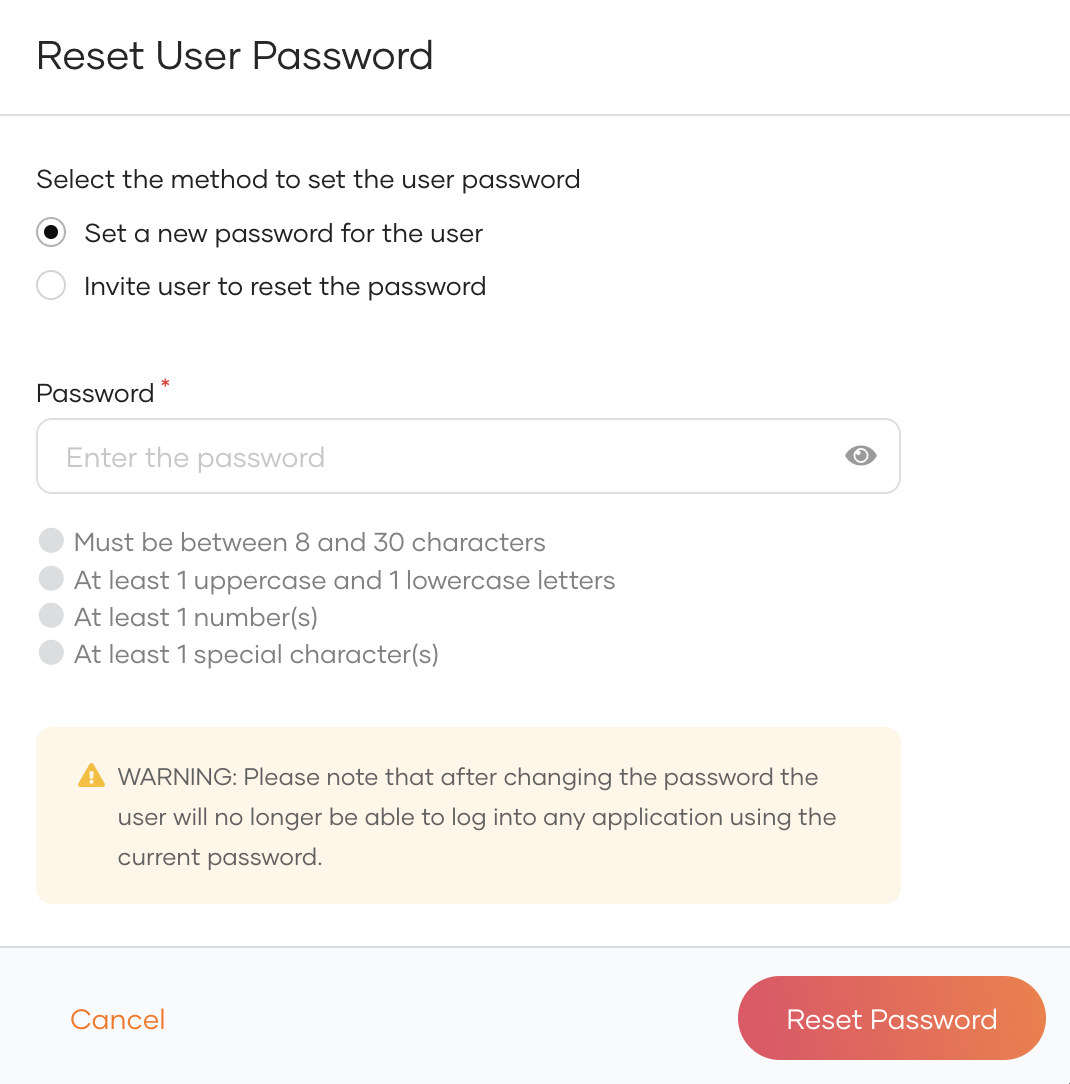 Reset User Password
Select the method to set the user password
Set a new password for the user
Invite user to reset the password
Password *
Enter the password
Must be between 8 and 30 characters
At least 1 uppercase and 1 lowercase letters
At least 1 number(s)
At least 1 special character(s)
WARNING: Please note that after changing the password the
user will no longer be able to log into any application using the
current password.
Cancel
Reset Password